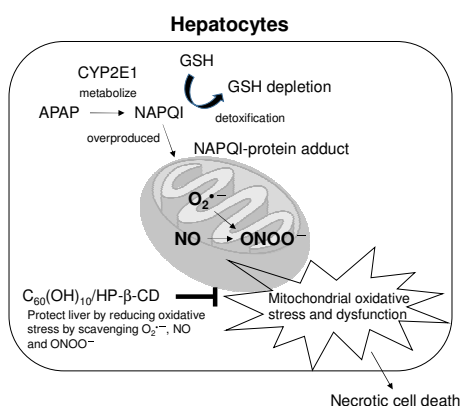 Hepatocytes
GSH
CYP2E1
GSH depletion
metabolize
APAP
NAPQI
detoxification
overproduced
NAPQI-protein adduct
O₂•−
NO
ONOO−
C₆₀(OH)₁₀/HP-β-CD
Protect liver by reducing oxidative
stress by scavenging O₂•−, NO
and ONOO−
Mitochondrial oxidative
stress and dysfunction
Necrotic cell death